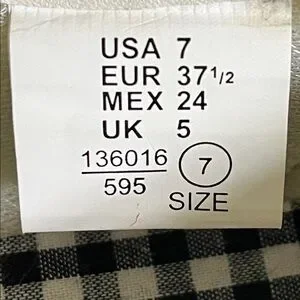 USA 7
EUR 37 1/2
MEX 24
UK 5
136016
595
7
SIZE